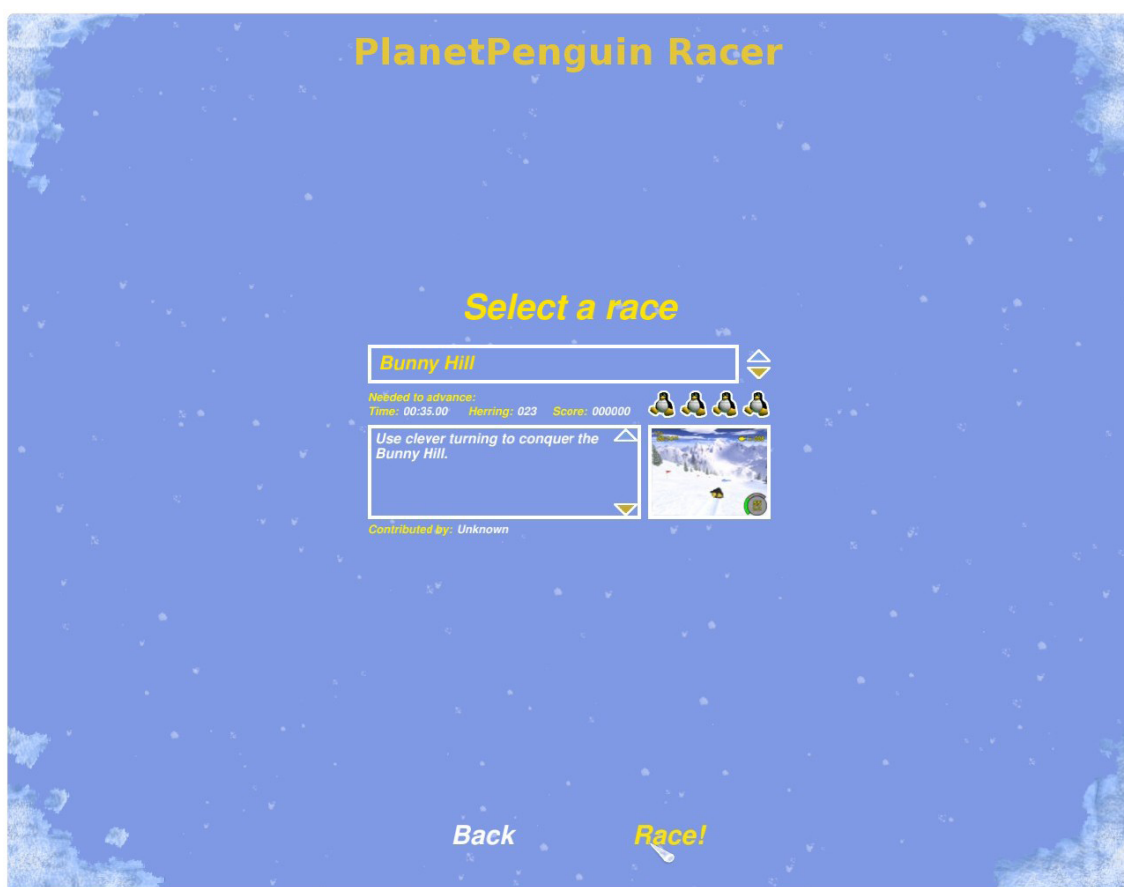 PlanetPenguin Racer
Select a race
Bunny Hill
Needed to advance:
Time: 00:35.00 Herring: 023 Score: 000000
Use clever turning to conquer the
Bunny Hill.
Contributed by: Unknown
Back Race!